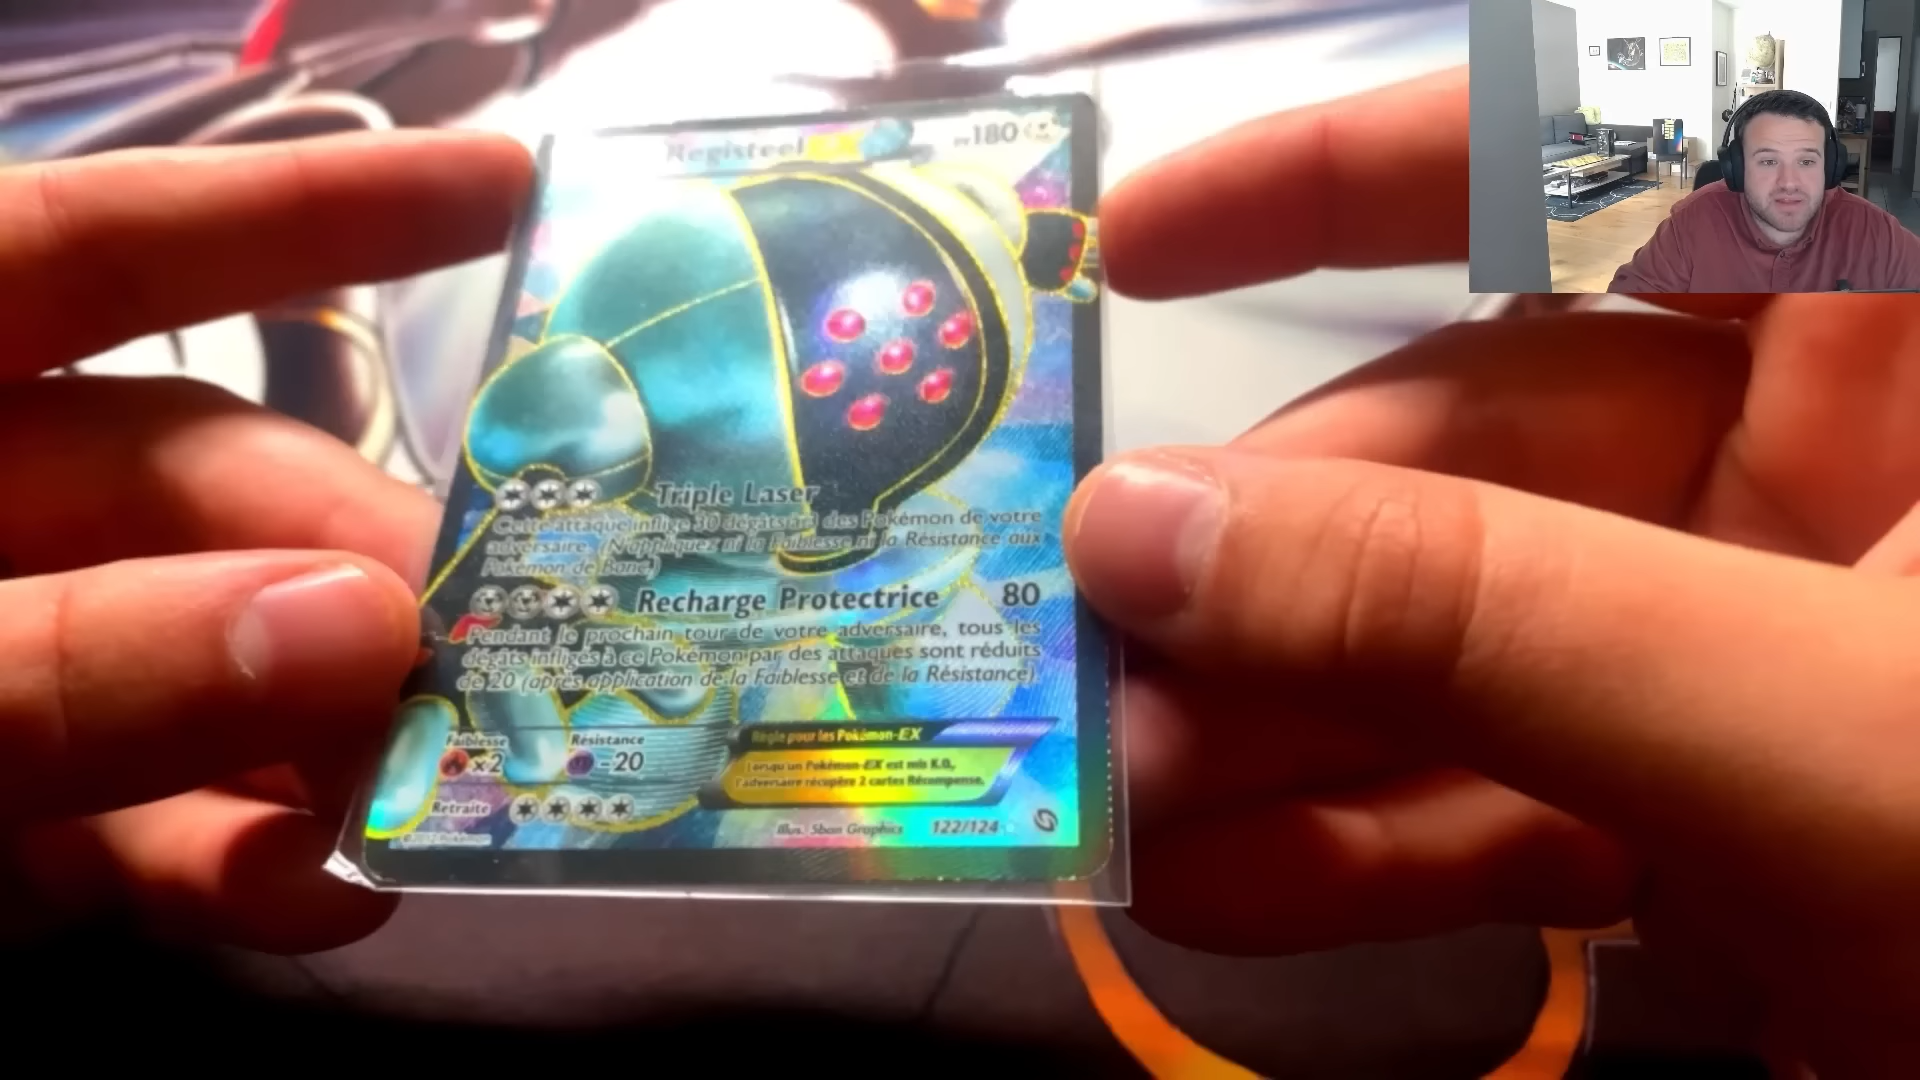 Registeel
PV180
Triple Laser
Cette attaque inflige 30 dégâts à 3 des Pokémon de votre
adversaire. (N'appliquez ni la Faiblesse ni la Résistance aux
Pokémon de Banc.)
Recharge Protectrice 80
Pendant le prochain tour de votre adversaire, tous les
dégâts infligés à ce Pokémon par des attaques sont réduits
de 20 (après application de la Faiblesse et de la Résistance).
Faiblesse
×2
Résistance
-20
Règle pour les Pokémon-EX
Lorsqu'un Pokémon-EX est mis K.O.,
l'adversaire récupère 2 cartes Récompense.
Retraite
©2012 Pokémon
Illus. 5ban Graphics
122/124